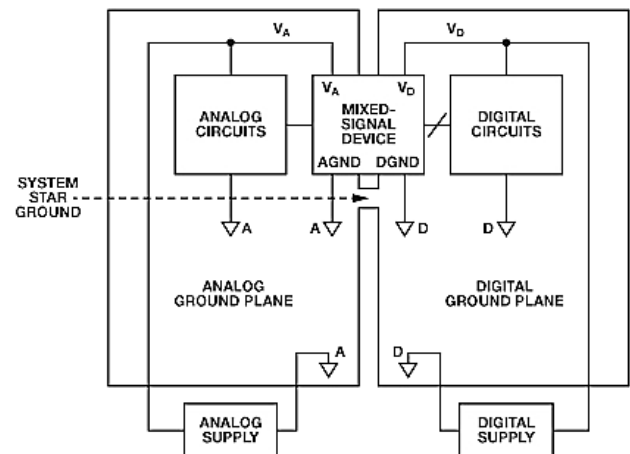 VA
VD
VA
VD
ANALOG
CIRCUITS
MIXED-
SIGNAL
DEVICE
DIGITAL
CIRCUITS
AGND
DGND
SYSTEM
STAR
GROUND
A
A
D
D
ANALOG
GROUND PLANE
DIGITAL
GROUND PLANE
A
D
ANALOG
SUPPLY
DIGITAL
SUPPLY